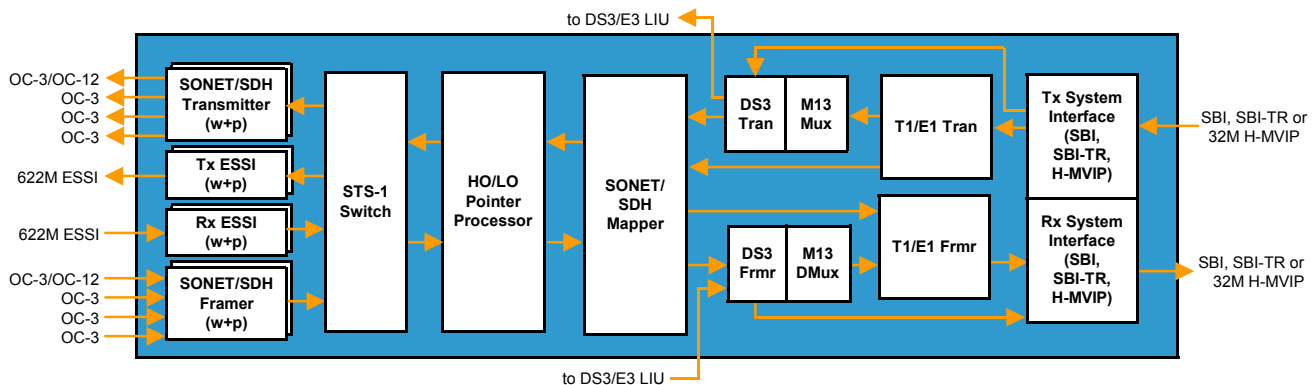 to DS3/E3 LIU
OC-3/OC-12
OC-3
OC-3
OC-3
622M ESSI
622M ESSI
OC-3/OC-12
OC-3
OC-3
OC-3
SONET/SDH
Transmitter
(w+p)
Tx ESSI
(w+p)
Rx ESSI
(w+p)
SONET/SDH
Framer
(w+p)
STS-1
Switch
HO/LO
Pointer
Processor
SONET/
SDH
Mapper
DS3
Tran
M13
Mux
T1/E1 Tran
DS3
Frmr
M13
DMux
T1/E1 Frmr
Tx System
Interface
(SBI,
SBI-TR,
H-MVIP)
Rx System
Interface
(SBI,
SBI-TR,
H-MVIP)
SBI, SBI-TR or
32M H-MVIP
SBI, SBI-TR or
32M H-MVIP
to DS3/E3 LIU